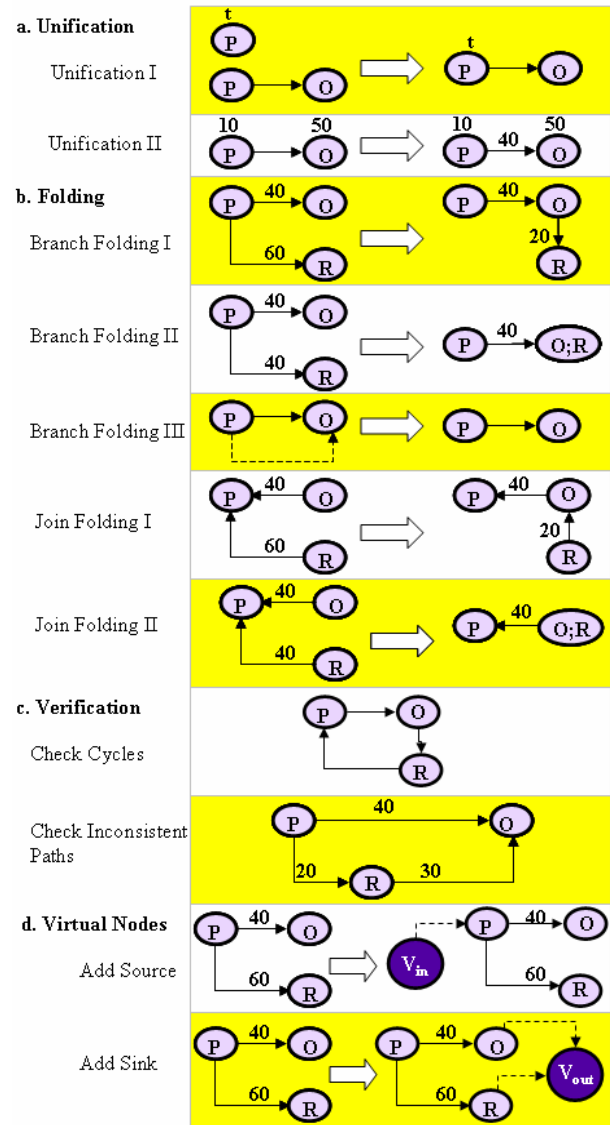 a. Unification
t
P
Unification I
P O
t
P O
Unification II
10 50
P O
10 40 50
P O
b. Folding
Branch Folding I
P 40 O
60 R
P 40 O
20
R
Branch Folding II
P 40 O
40 R
P 40 O;R
Branch Folding III
P O
P O
Join Folding I
P 40 O
60 R
P 40 O
20
R
Join Folding II
P 40 O
40 R
P 40 O;R
c. Verification
Check Cycles
P O
R
Check Inconsistent
Paths
P 40 O
20 R 30
d. Virtual Nodes
Add Source
P 40 O
60 R
Vin
P 40 O
60 R
Add Sink
P 40 O
60 R
P 40 O
60 R
Vout